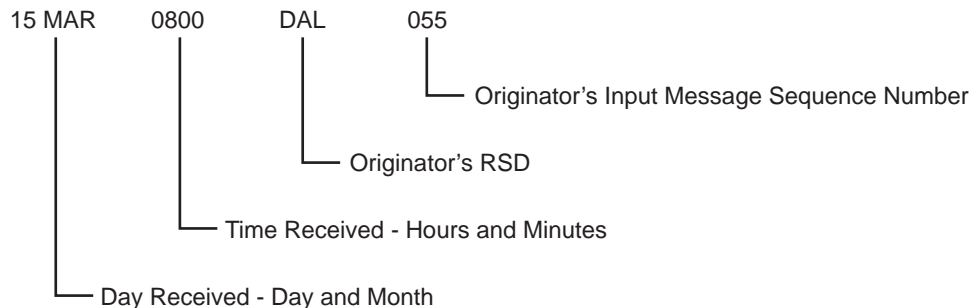 15 MAR 0800 DAL 055
Originator’s Input Message Sequence Number
Originator’s RSD
Time Received - Hours and Minutes
Day Received - Day and Month